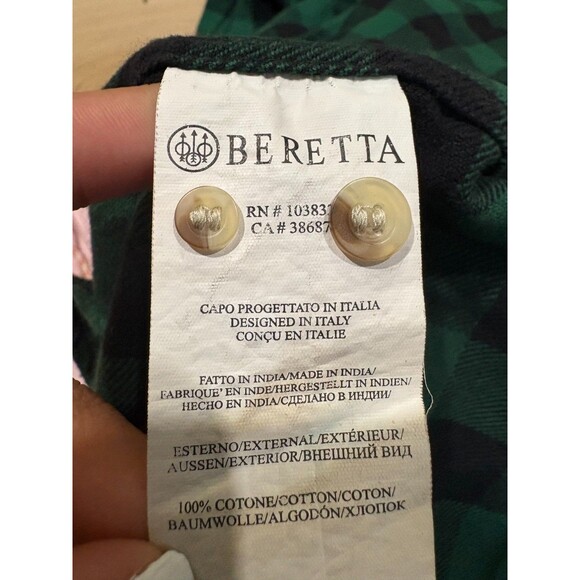 BERETTA
RN # 10383
CA # 38687
CAPO PROGETTATO IN ITALIA
DESIGNED IN ITALY
CONÇU EN ITALIE
FATTO IN INDIA/MADE IN INDIA/
FABRIQUE' EN INDE/HERGESTELLT IN INDIEN/
HECHO EN INDIA/СДЕЛАНО В ИНДИИ/
ESTERNO/EXTERNAL/EXTÉRIEUR/
AUSSEN/EXTERIOR/ВНЕШНИЙ ВИД
100% COTONE/COTTON/COTON/
BAUMWOLLE/ALGODÓN/ХЛОПОК